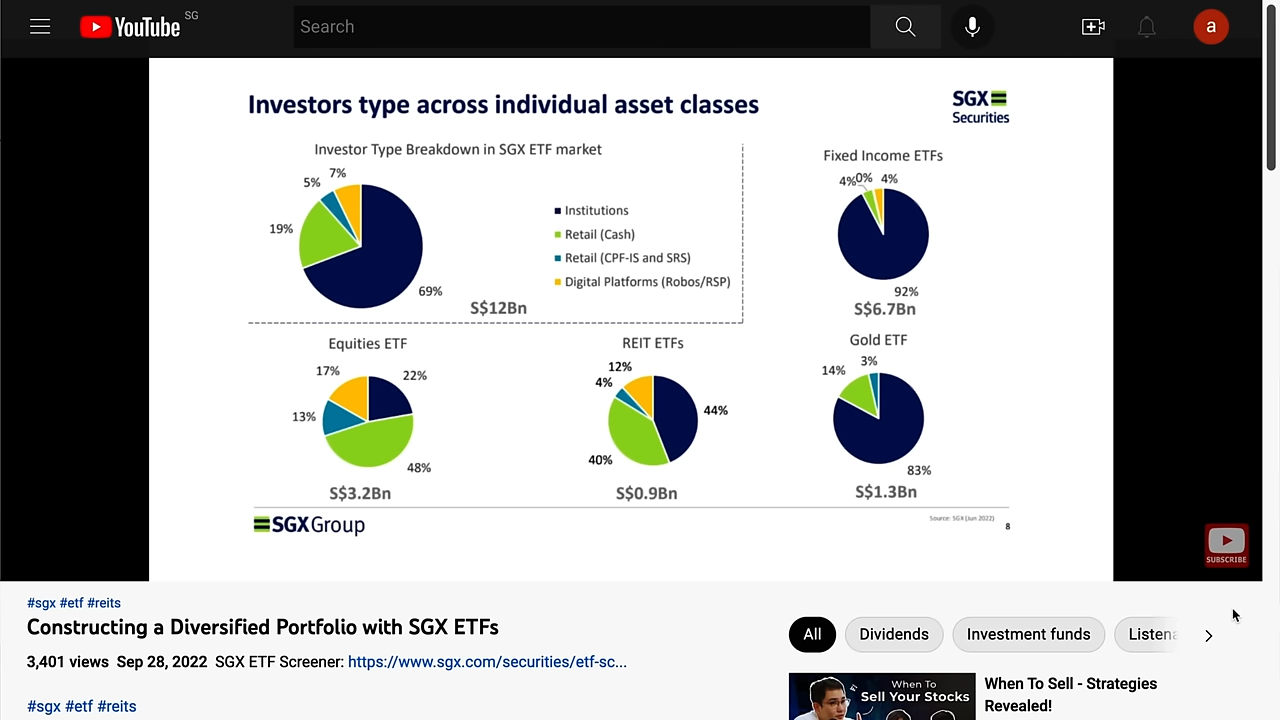 YouTube SG
Search
a
Investors type across individual asset classes
SGX
Securities
Investor Type Breakdown in SGX ETF market
7%
5%
19%
69%
S$12Bn
Institutions
Retail (Cash)
Retail (CPF-IS and SRS)
Digital Platforms (Robos/RSP)
Fixed Income ETFs
4% 0% 4%
92%
S$6.7Bn
Equities ETF
17%
22%
13%
48%
S$3.2Bn
REIT ETFs
12%
4%
44%
40%
S$0.9Bn
Gold ETF
3%
14%
83%
S$1.3Bn
SGX Group
Source: SGX (Jun 2022)
8
SUBSCRIBE
#sgx #etf #reits
Constructing a Diversified Portfolio with SGX ETFs
3,401 views Sep 28, 2022 SGX ETF Screener: https://www.sgx.com/securities/etf-sc...
#sgx #etf #reits
All
Dividends
Investment funds
Listena
When To
Sell Your Stocks
When To Sell - Strategies
Revealed!